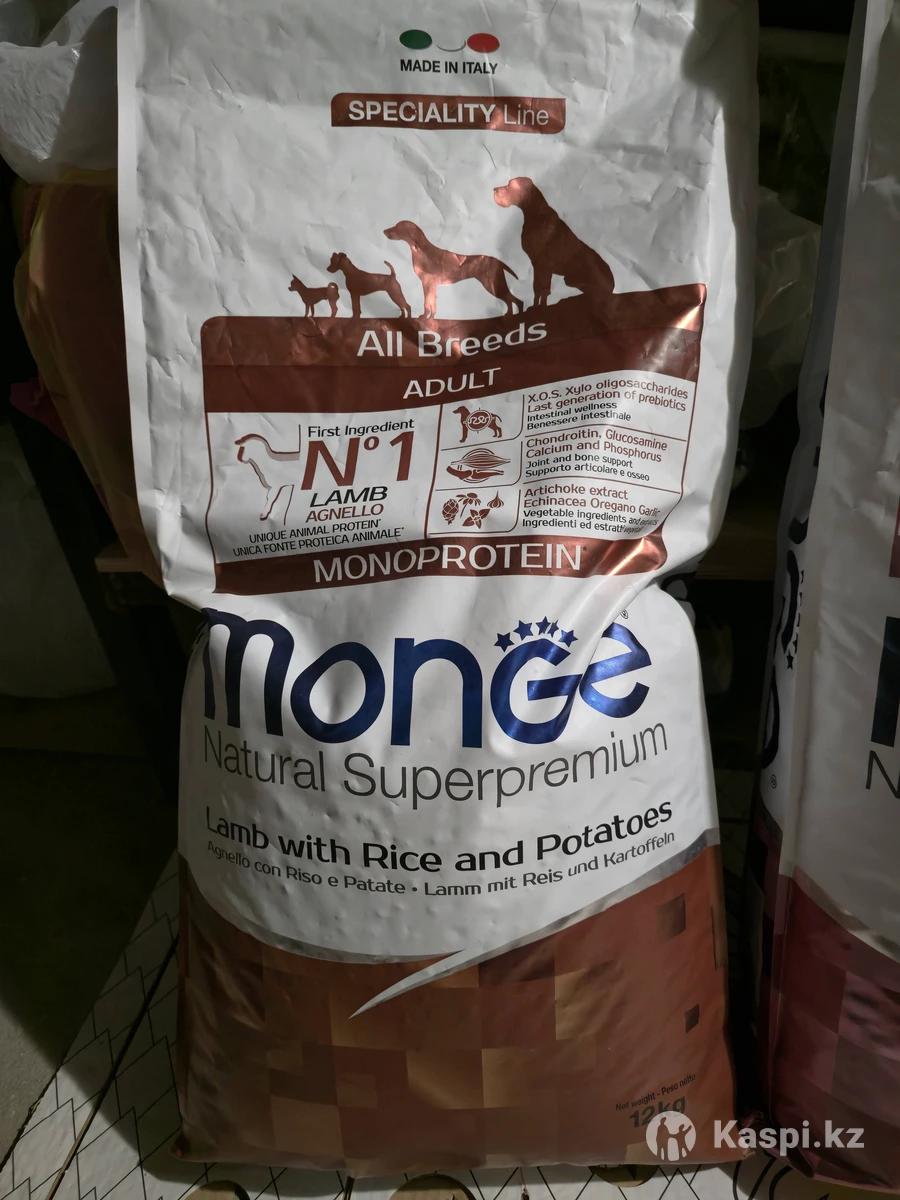 MADE IN ITALY
SPECIALITY Line
All Breeds
ADULT
First Ingredient
N°1
LAMB
AGNELLO
UNIQUE ANIMAL PROTEIN*
UNICA FONTE PROTEICA ANIMALE*
X.O.S. Xylo oligosaccharides
Last generation of prebiotics
Intestinal wellness
Benessere intestinale
Chondroitin, Glucosamine
Calcium and Phosphorus
Joint and bone support
Supporto articolare e osseo
Artichoke extract
Echinacea Oregano Garlic
Vegetable ingredients and
Ingredienti ed estratti
MONOPROTEIN
monGe®
Natural Superpremium
Lamb with Rice and Potatoes
Agnello con Riso e Patate • Lamm mit Reis und Kartoffeln
Net weight - Peso netto
12kg
Kaspi.kz